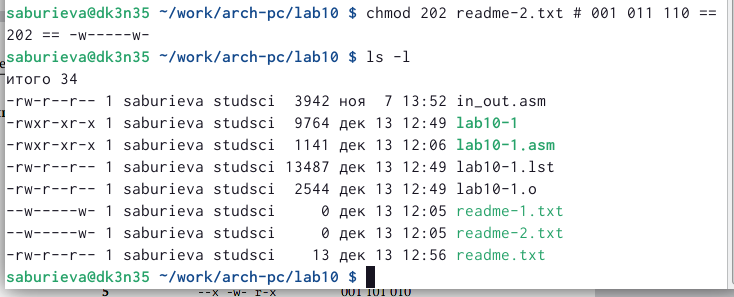 saburieva@dk3n35 ~/work/arch-pc/lab10 $ chmod 202 readme-2.txt # 001 011 110 ==
202 == -w-----w-
saburieva@dk3n35 ~/work/arch-pc/lab10 $ ls -l
итого 34
-rw-r--r-- 1 saburieva studsci 3942 ноя 7 13:52 in_out.asm
-rwxr-xr-x 1 saburieva studsci 9764 дек 13 12:49 lab10-1
-rwxr-xr-x 1 saburieva studsci 1141 дек 13 12:06 lab10-1.asm
-rw-r--r-- 1 saburieva studsci 13487 дек 13 12:49 lab10-1.lst
-rw-r--r-- 1 saburieva studsci 2544 дек 13 12:49 lab10-1.o
--w-----w- 1 saburieva studsci 0 дек 13 12:05 readme-1.txt
--w-----w- 1 saburieva studsci 0 дек 13 12:05 readme-2.txt
-rw-r--r-- 1 saburieva studsci 13 дек 13 12:56 readme.txt
saburieva@dk3n35 ~/work/arch-pc/lab10 $
5 --x -w- r-x 001 101 010